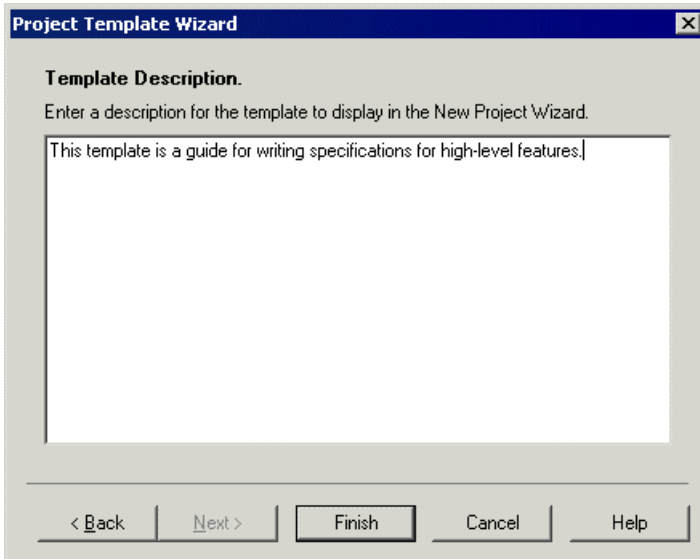 Project Template Wizard
Template Description.
Enter a description for the template to display in the New Project Wizard.
This template is a guide for writing specifications for high-level features.
< Back Next > Finish Cancel Help